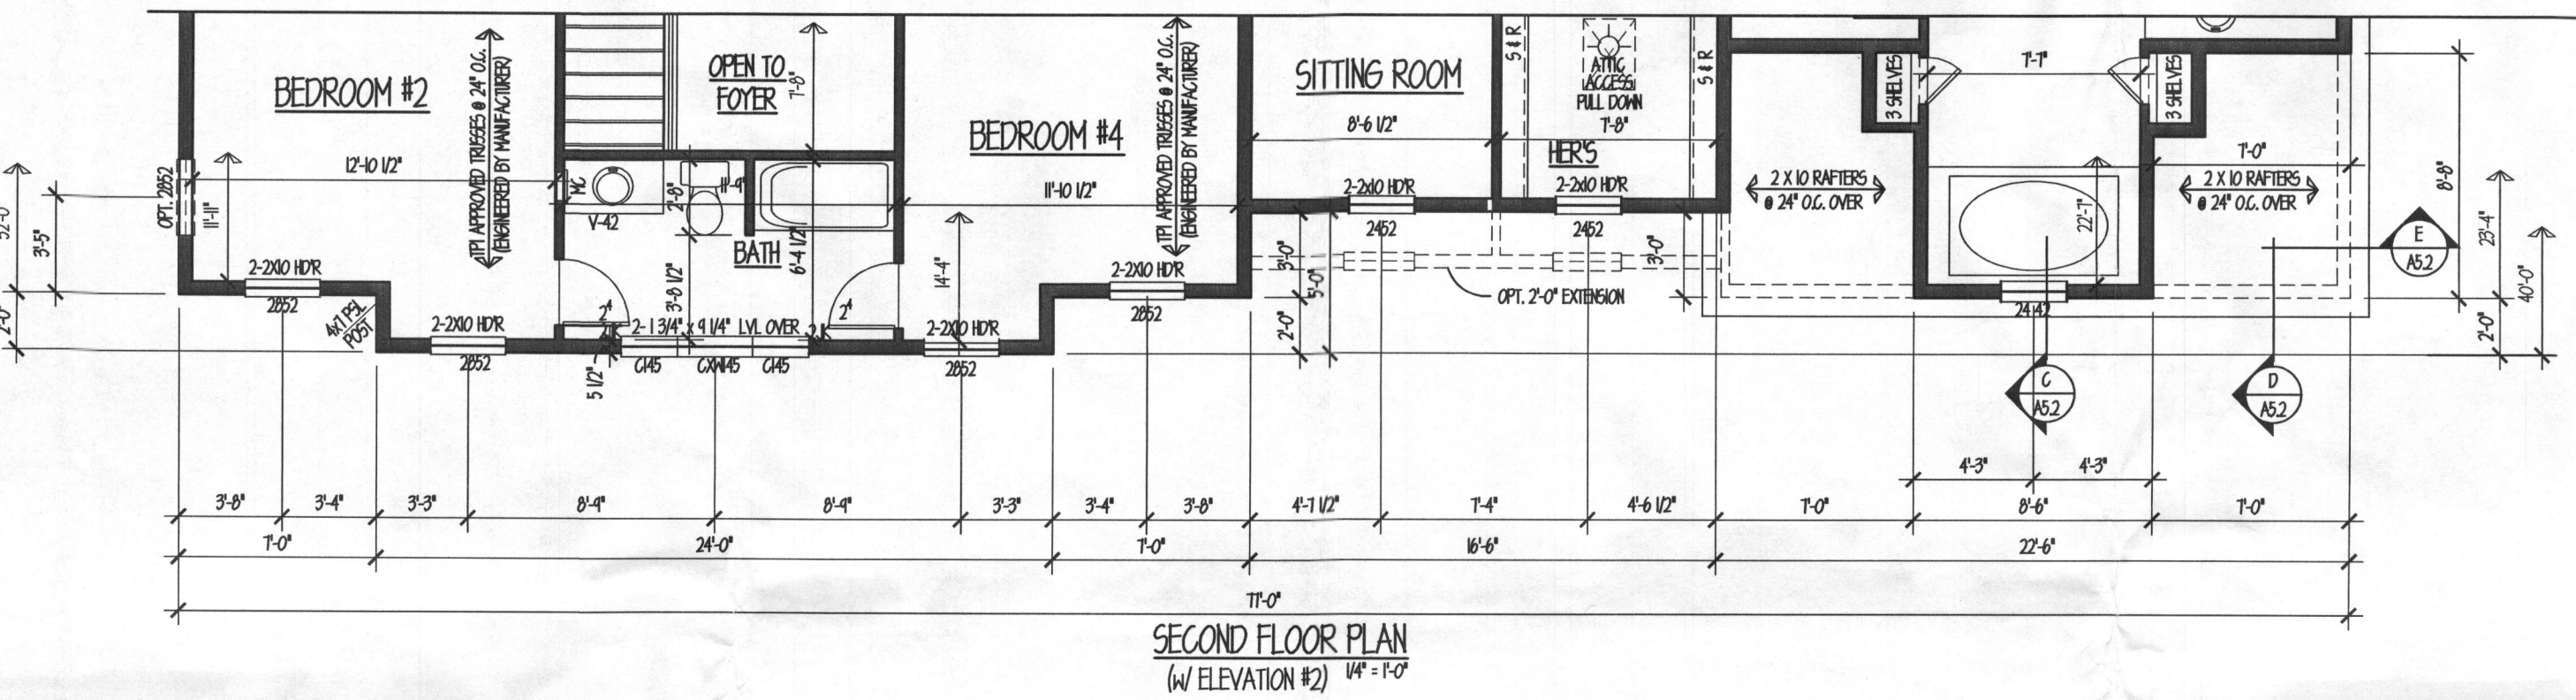 BEDROOM #2
TPI APPROVED TRUSSES @ 24" O.C.
(ENGINEERED BY MANUFACTURER)
12'-10 1/2"
OPT. 2852
11'-11"
3'-5"
2'-0"
2-2X10 HD'R
2852
4x7 PSL
POST
2-2X10 HD'R
2852
OPEN TO
FOYER
7'-8"
MC
V-42
2'-8"
11'-9"
BATH
6'-4 1/2"
3'-8 1/2"
2⁴
2⁴
2- 1 3/4" x 9 1/4" LVL OVER
5 1/2"
C145
CXW145
C145
BEDROOM #4
TPI APPROVED TRUSSES @ 24" O.C.
(ENGINEERED BY MANUFACTURER)
11'-10 1/2"
14'-4"
2-2X10 HD'R
2852
2-2X10 HD'R
2852
SITTING ROOM
8'-6 1/2"
2-2x10 HD'R
2452
S & R
ATTIC
ACCESS
PULL DOWN
S & R
7'-8"
HER'S
2-2x10 HD'R
2452
3'-0"
5'-0"
2'-0"
3'-0"
OPT. 2'-0" EXTENSION
3 SHELVES
7'-7"
3 SHELVES
2 X 10 RAFTERS
@ 24" O.C. OVER
22'-7"
24142
7'-0"
2 X 10 RAFTERS
@ 24" O.C. OVER
8'-8"
23'-4"
40'-0"
2'-0"
E
A5.2
C
A5.2
D
A5.2
4'-3" 4'-3"
3'-8" 3'-4" 3'-3" 8'-9" 8'-9" 3'-3" 3'-4" 3'-8" 4'-7 1/2" 7'-4" 4'-6 1/2" 7'-0" 8'-6" 7'-0"
7'-0" 24'-0" 7'-0" 16'-6" 22'-6"
77'-0"
SECOND FLOOR PLAN
(W/ ELEVATION #2) 1/4" = 1'-0"